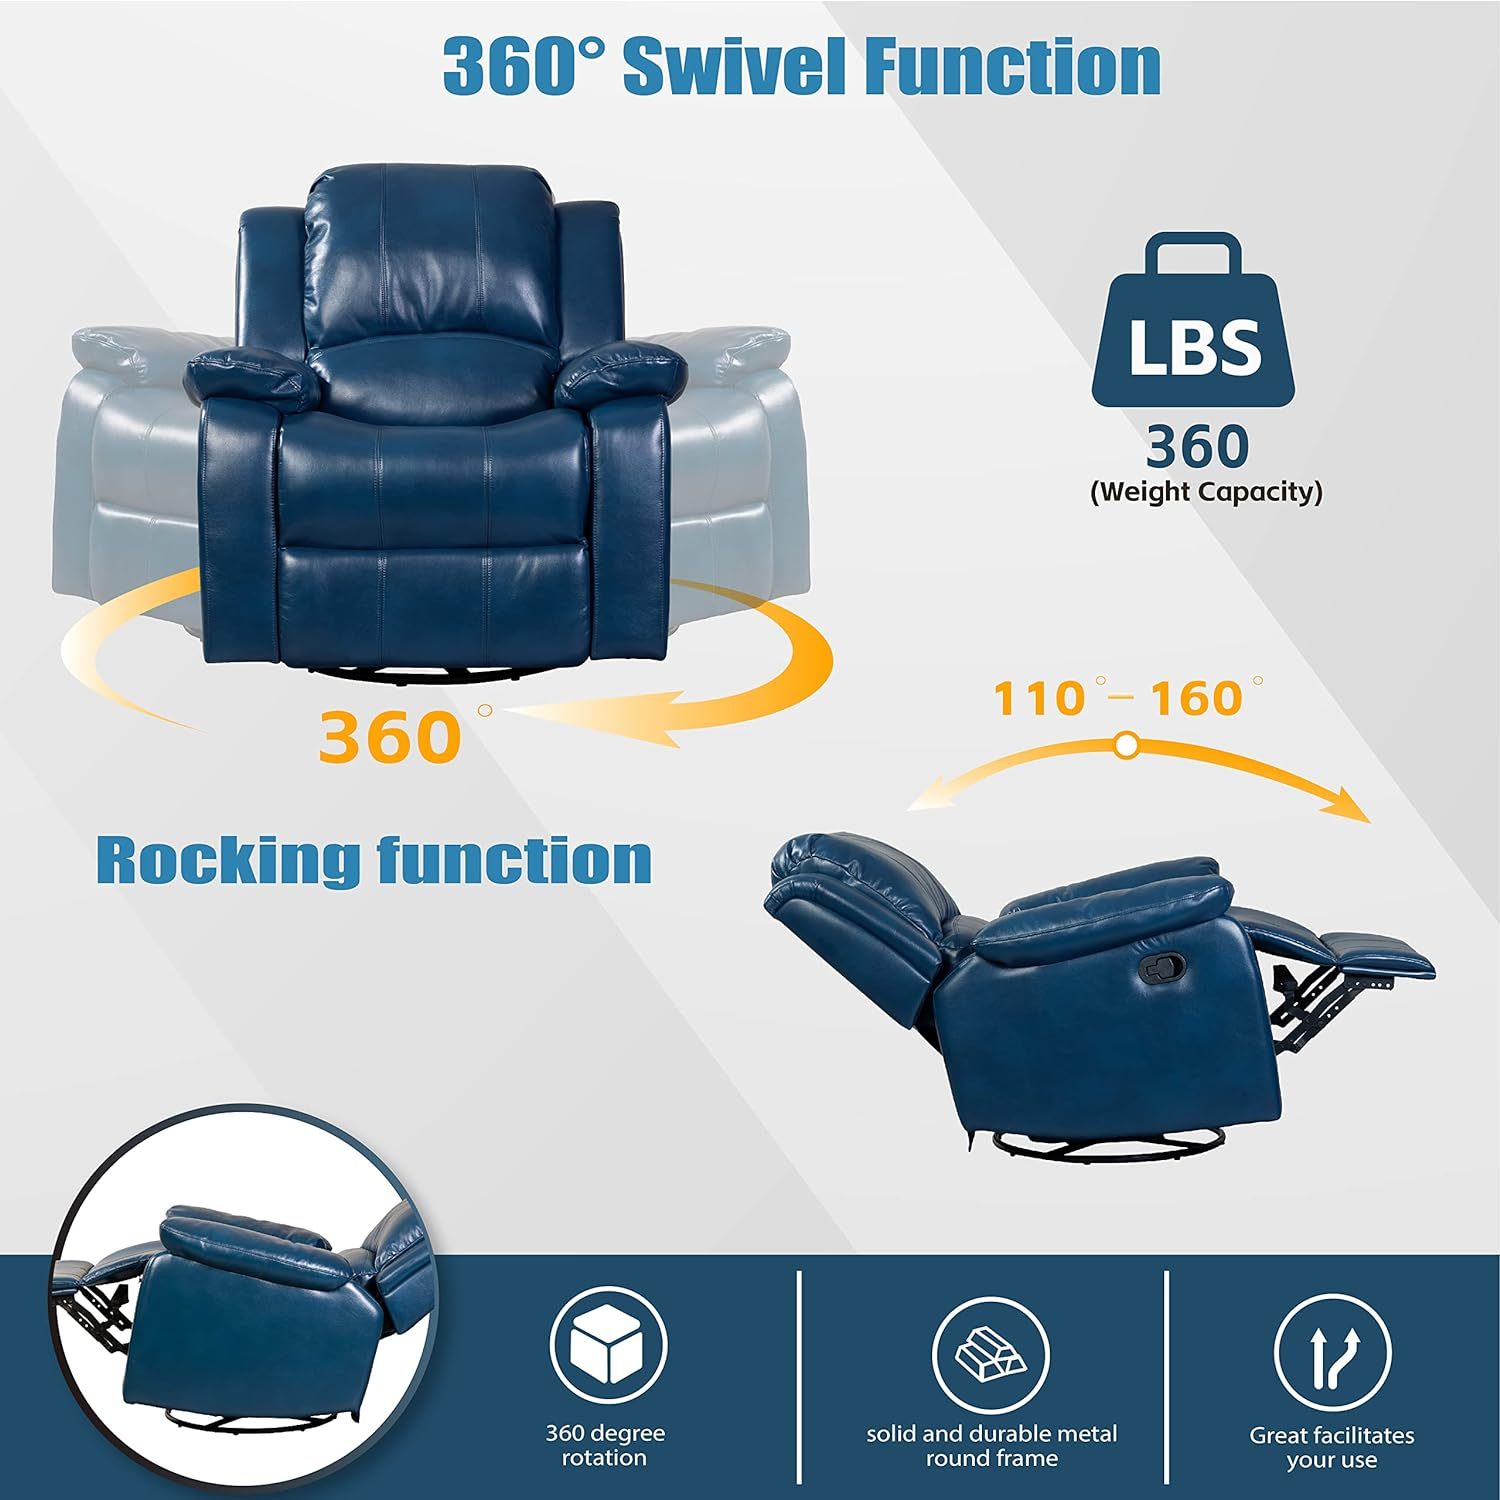 360° Swivel Function
LBS
360
(Weight Capacity)
360°
110°– 160°
Rocking function
360 degree
rotation
solid and durable metal
round frame
Great facilitates
your use